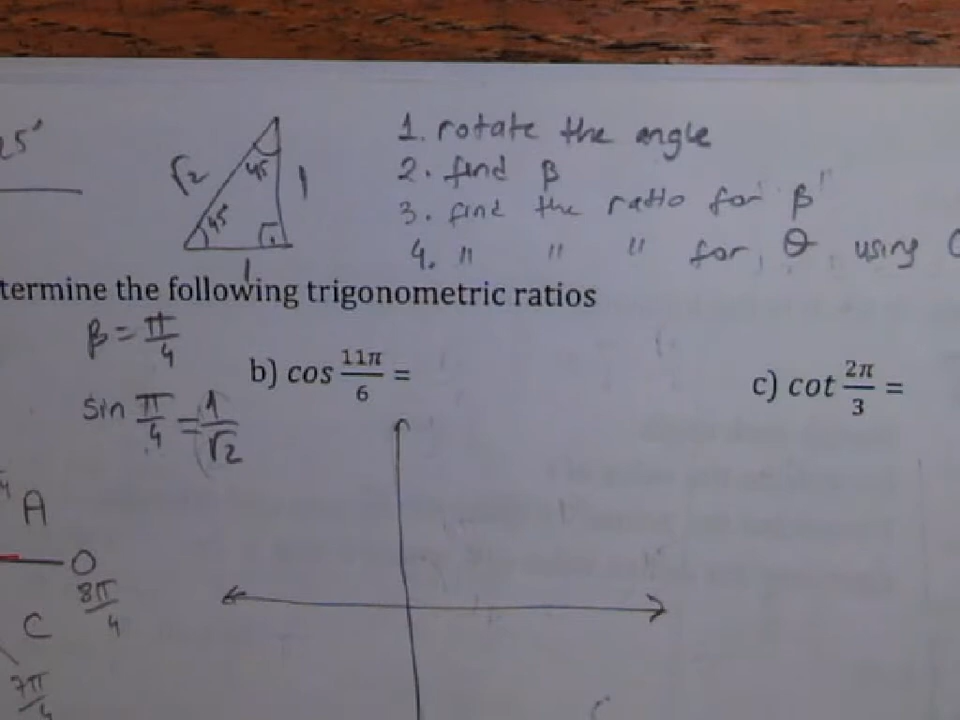 25'
√2 45 1
45
1
1. rotate the angle
2. find β
3. find the ratio for β
4. " " " for θ using
termine the following trigonometric ratios
β = π/4
b) cos 11π/6 =
c) cot 2π/3 =
sin π/4 = 1/√2
A
O
8π/4
C
7π/4